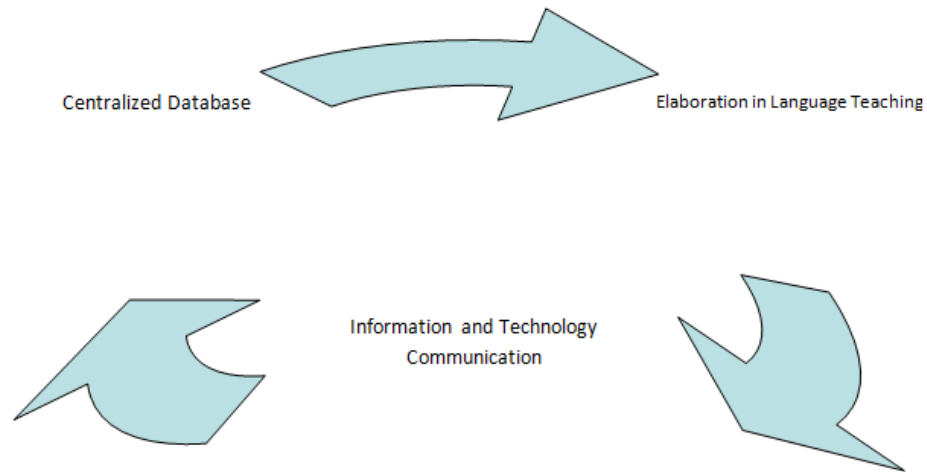 Centralized Database
Elaboration in Language Teaching
Information and Technology
Communication